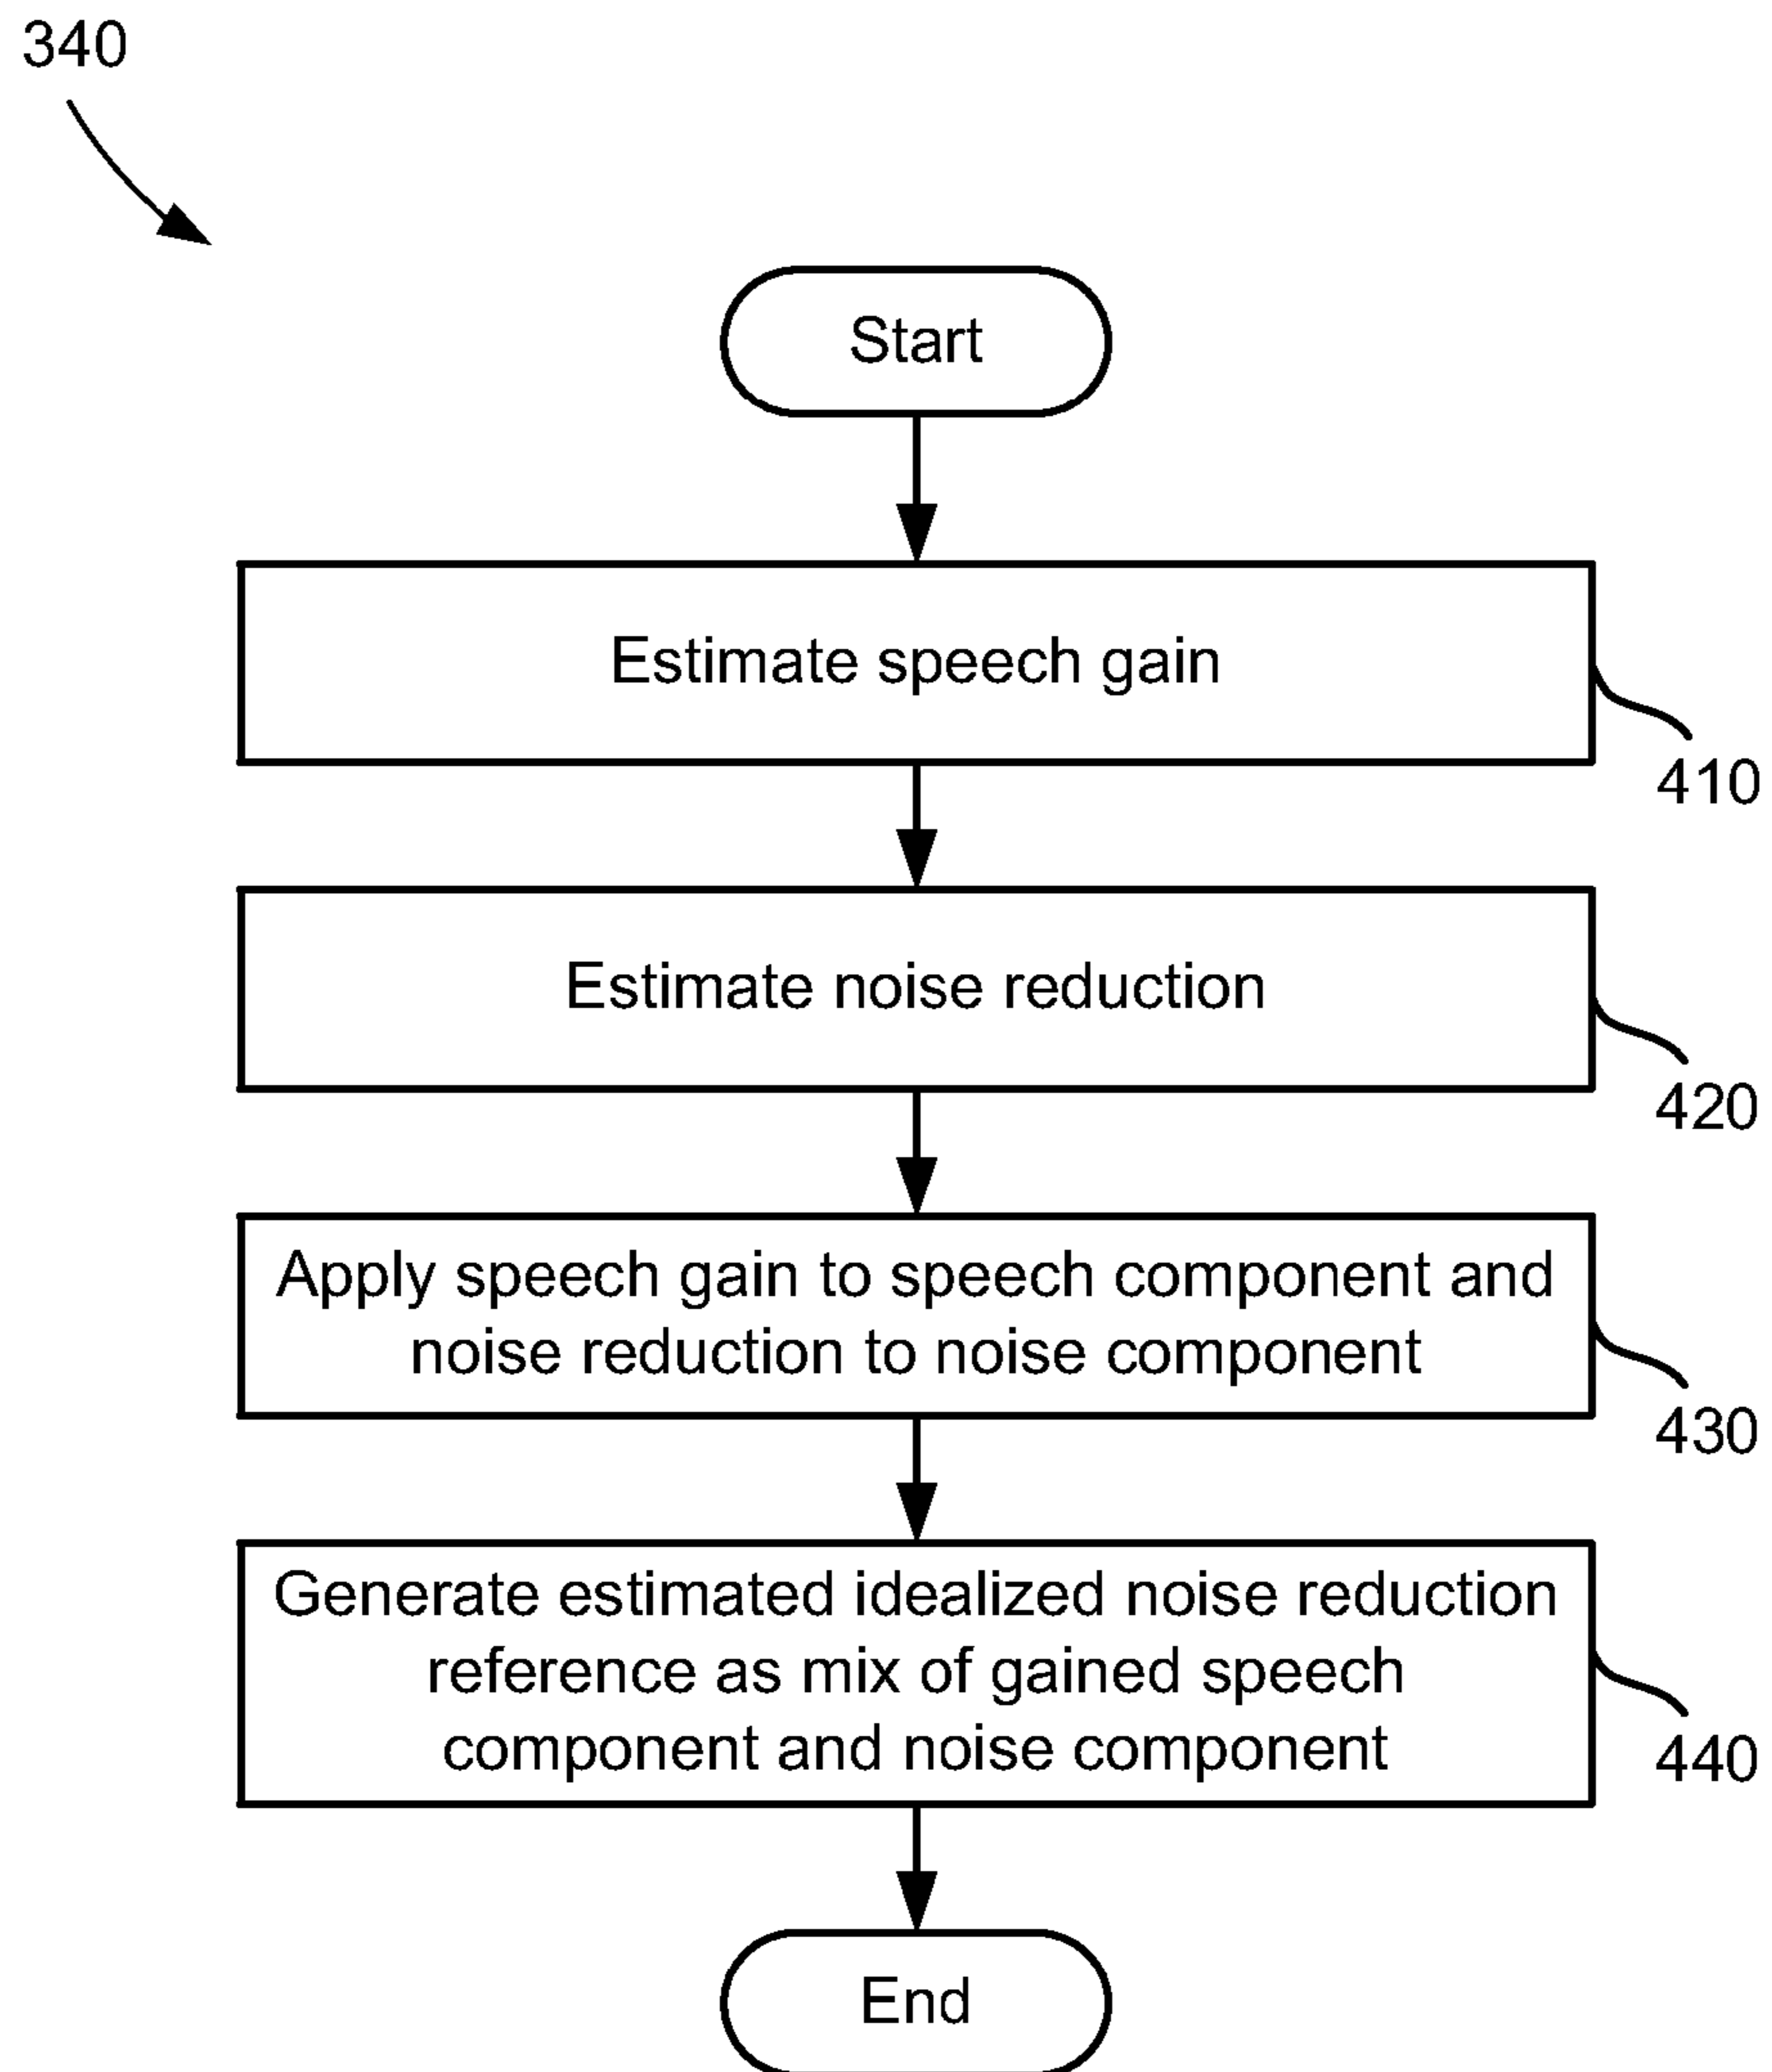 340
Start
Estimate speech gain
410
Estimate noise reduction
420
Apply speech gain to speech component and
noise reduction to noise component
430
Generate estimated idealized noise reduction
reference as mix of gained speech
component and noise component
440
End